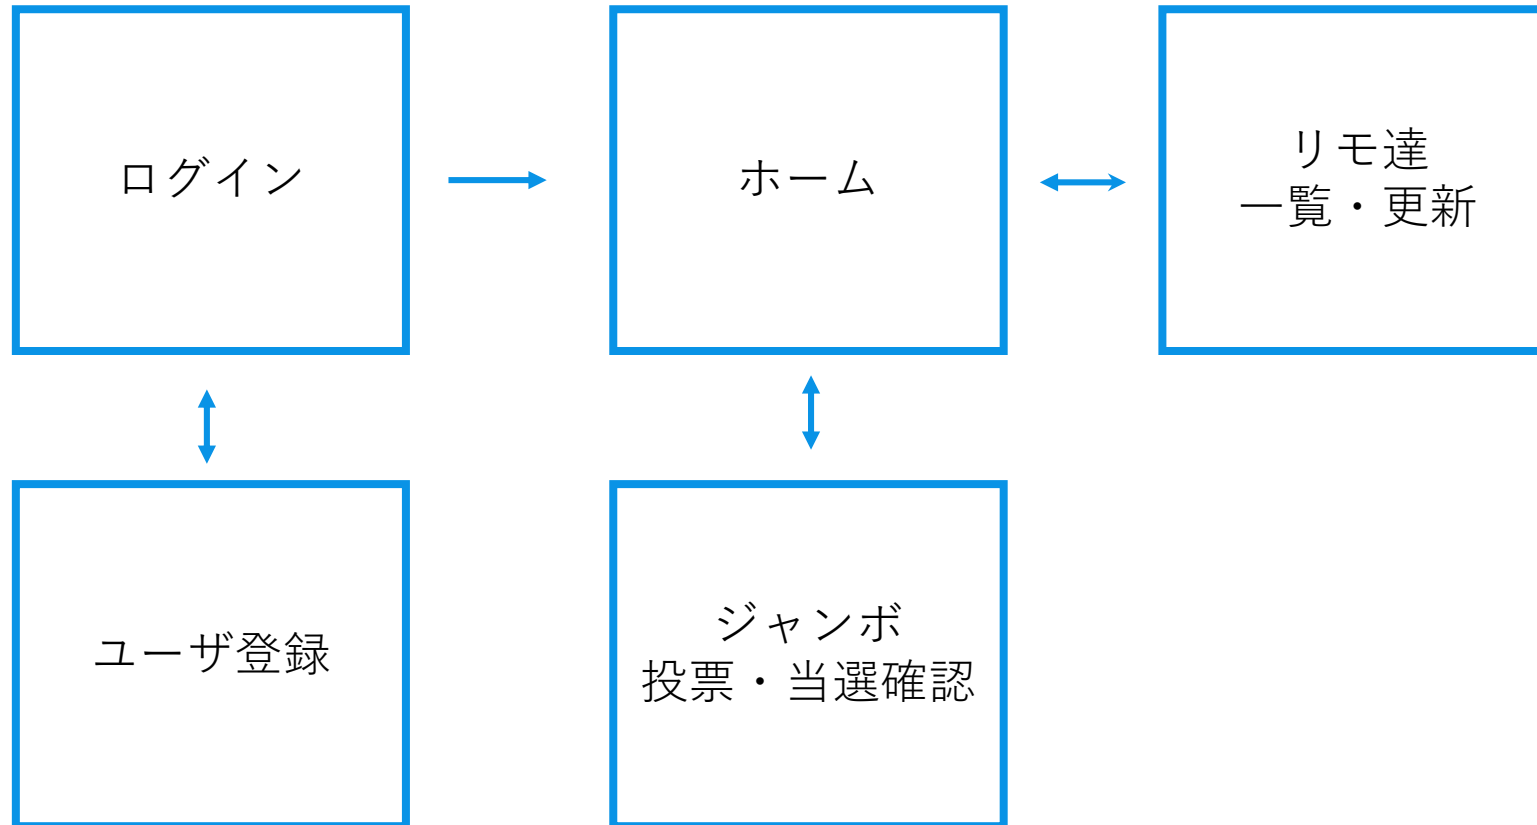 ログイン
ホーム
リモ達
一覧・更新
ユーザ登録
ジャンボ
投票・当選確認